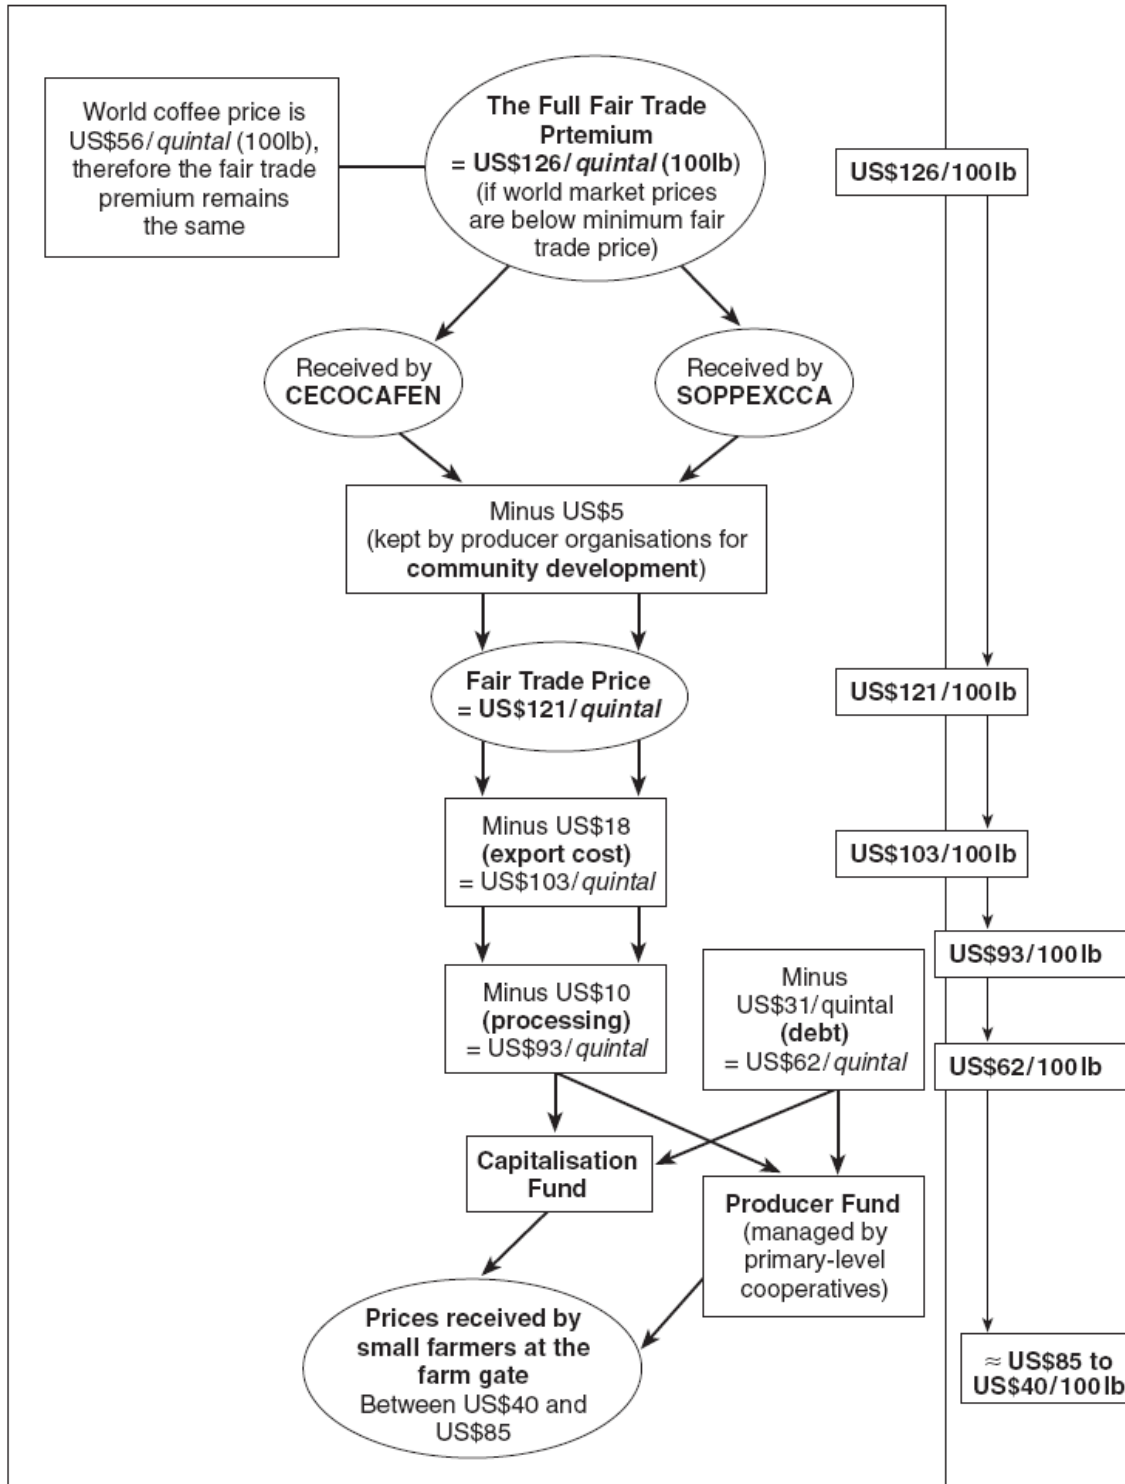 World coffee price is
US$56/quintal (100lb),
therefore the fair trade
premium remains
the same
The Full Fair Trade
Prtemium
= US$126/quintal (100lb)
(if world market prices
are below minimum fair
trade price)
US$126/100lb
Received by
CECOCAFEN
Received by
SOPPEXCCA
Minus US$5
(kept by producer organisations for
community development)
Fair Trade Price
= US$121/quintal
US$121/100lb
Minus US$18
(export cost)
= US$103/quintal
US$103/100lb
Minus US$10
(processing)
= US$93/quintal
Minus
US$31/quintal
(debt)
= US$62/quintal
US$93/100lb
US$62/100lb
Capitalisation
Fund
Producer Fund
(managed by
primary-level
cooperatives)
Prices received by
small farmers at the
farm gate
Between US$40 and
US$85
≈ US$85 to
US$40/100lb